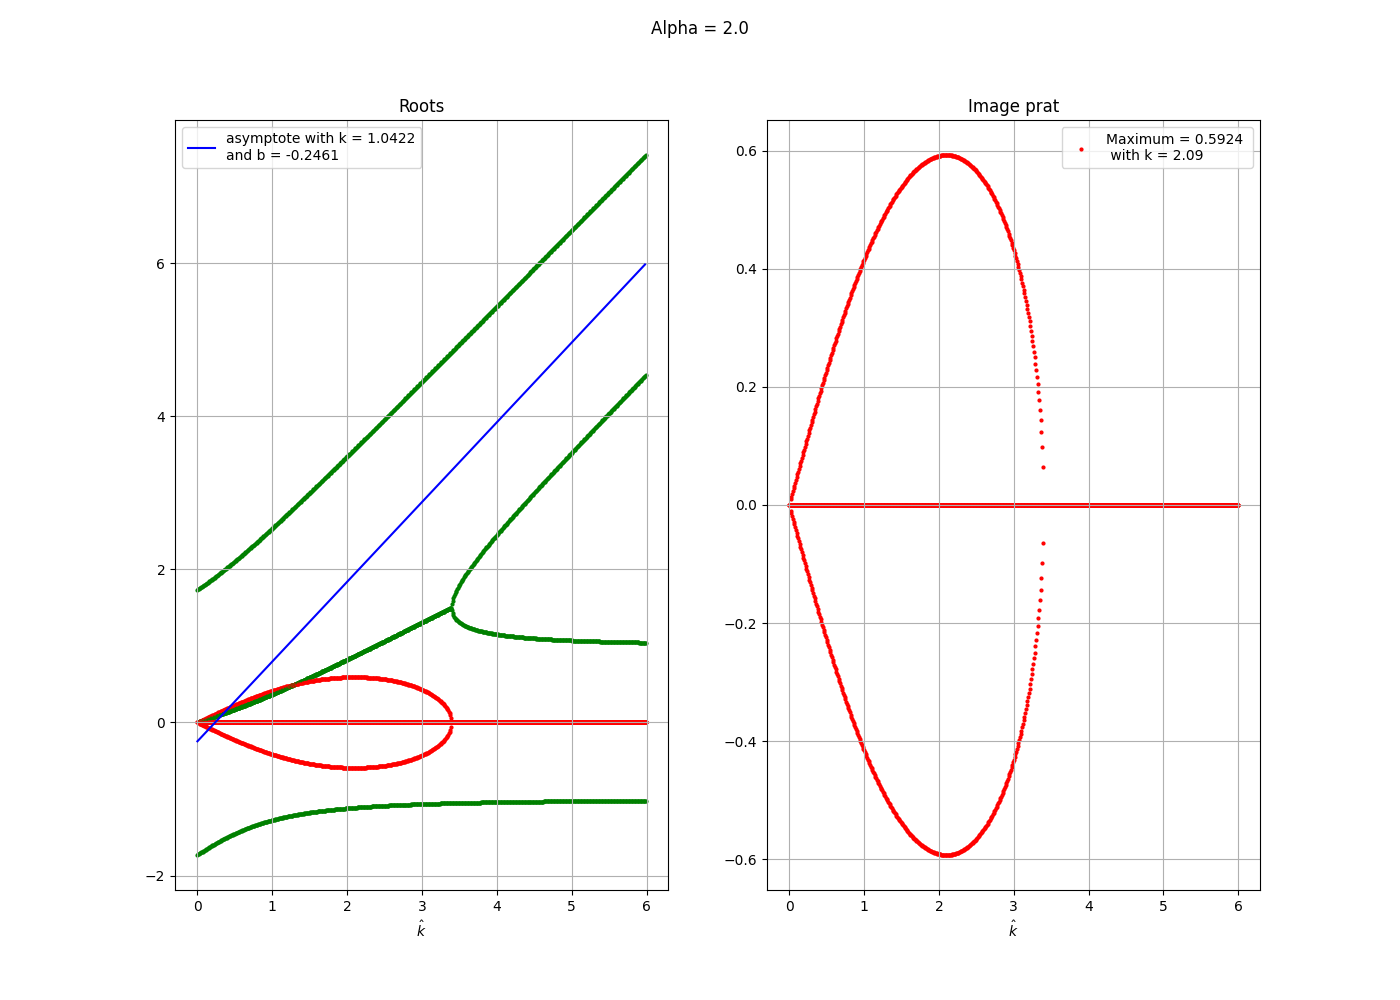 Alpha = 2.0
Roots
asymptote with k = 1.0422
and b = -0.2461
6
4
2
0
−2
0 1 2 3 4 5 6
k̂
Image prat
Maximum = 0.5924
with k = 2.09
0.6
0.4
0.2
0.0
−0.2
−0.4
−0.6
0 1 2 3 4 5 6
k̂